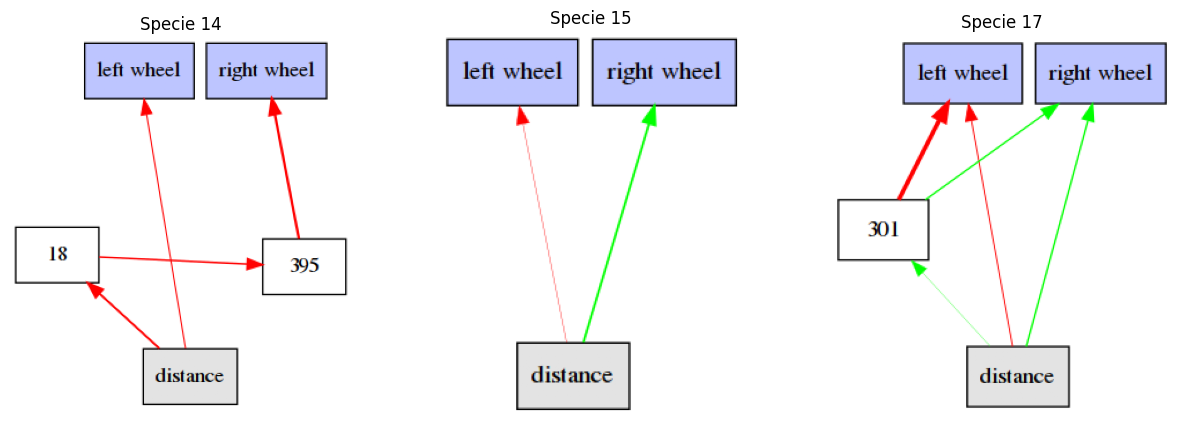 Specie 14
left wheel
right wheel
18
395
distance
Specie 15
left wheel
right wheel
distance
Specie 17
left wheel
right wheel
301
distance